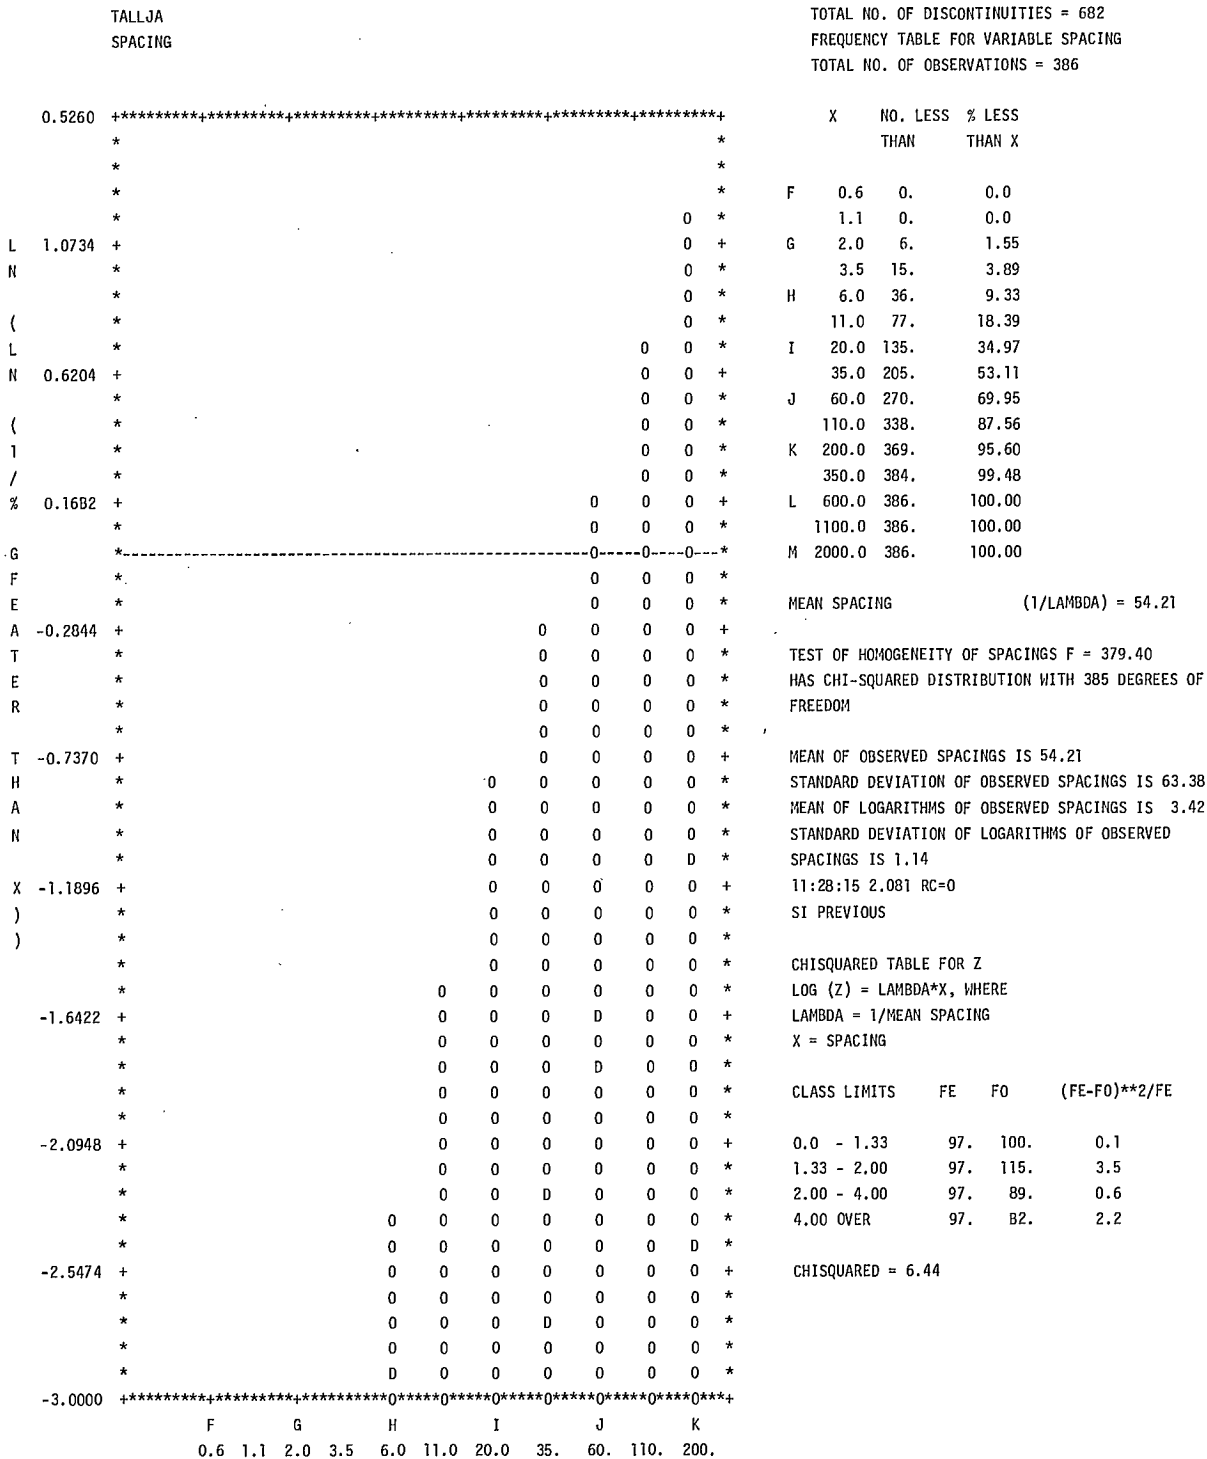 TALLJA
SPACING
TOTAL NO. OF DISCONTINUITIES = 682
FREQUENCY TABLE FOR VARIABLE SPACING
TOTAL NO. OF OBSERVATIONS = 386
LN (LN (1/% GFEATER THAN X))
0.5260
1.0734
0.6204
0.16B2
-0.2844
-0.7370
-1.1896
-1.6422
-2.0948
-2.5474
-3.0000
F G H I J K
0.6 1.1 2.0 3.5 6.0 11.0 20.0 35. 60. 110. 200.
X NO. LESS % LESS
THAN THAN X
F 0.6 0. 0.0
1.1 0. 0.0
G 2.0 6. 1.55
3.5 15. 3.89
H 6.0 36. 9.33
11.0 77. 18.39
I 20.0 135. 34.97
35.0 205. 53.11
J 60.0 270. 69.95
110.0 338. 87.56
K 200.0 369. 95.60
350.0 384. 99.48
L 600.0 386. 100.00
1100.0 386. 100.00
M 2000.0 386. 100.00
MEAN SPACING (1/LAMBDA) = 54.21
TEST OF HOMOGENEITY OF SPACINGS F = 379.40
HAS CHI-SQUARED DISTRIBUTION WITH 385 DEGREES OF
FREEDOM
MEAN OF OBSERVED SPACINGS IS 54.21
STANDARD DEVIATION OF OBSERVED SPACINGS IS 63.38
MEAN OF LOGARITHMS OF OBSERVED SPACINGS IS 3.42
STANDARD DEVIATION OF LOGARITHMS OF OBSERVED
SPACINGS IS 1.14
11:28:15 2.081 RC=0
SI PREVIOUS
CHISQUARED TABLE FOR Z
LOG (Z) = LAMBDA*X, WHERE
LAMBDA = 1/MEAN SPACING
X = SPACING
CLASS LIMITS FE FO (FE-FO)**2/FE
0.0 - 1.33 97. 100. 0.1
1.33 - 2.00 97. 115. 3.5
2.00 - 4.00 97. 89. 0.6
4.00 OVER 97. B2. 2.2
CHISQUARED = 6.44